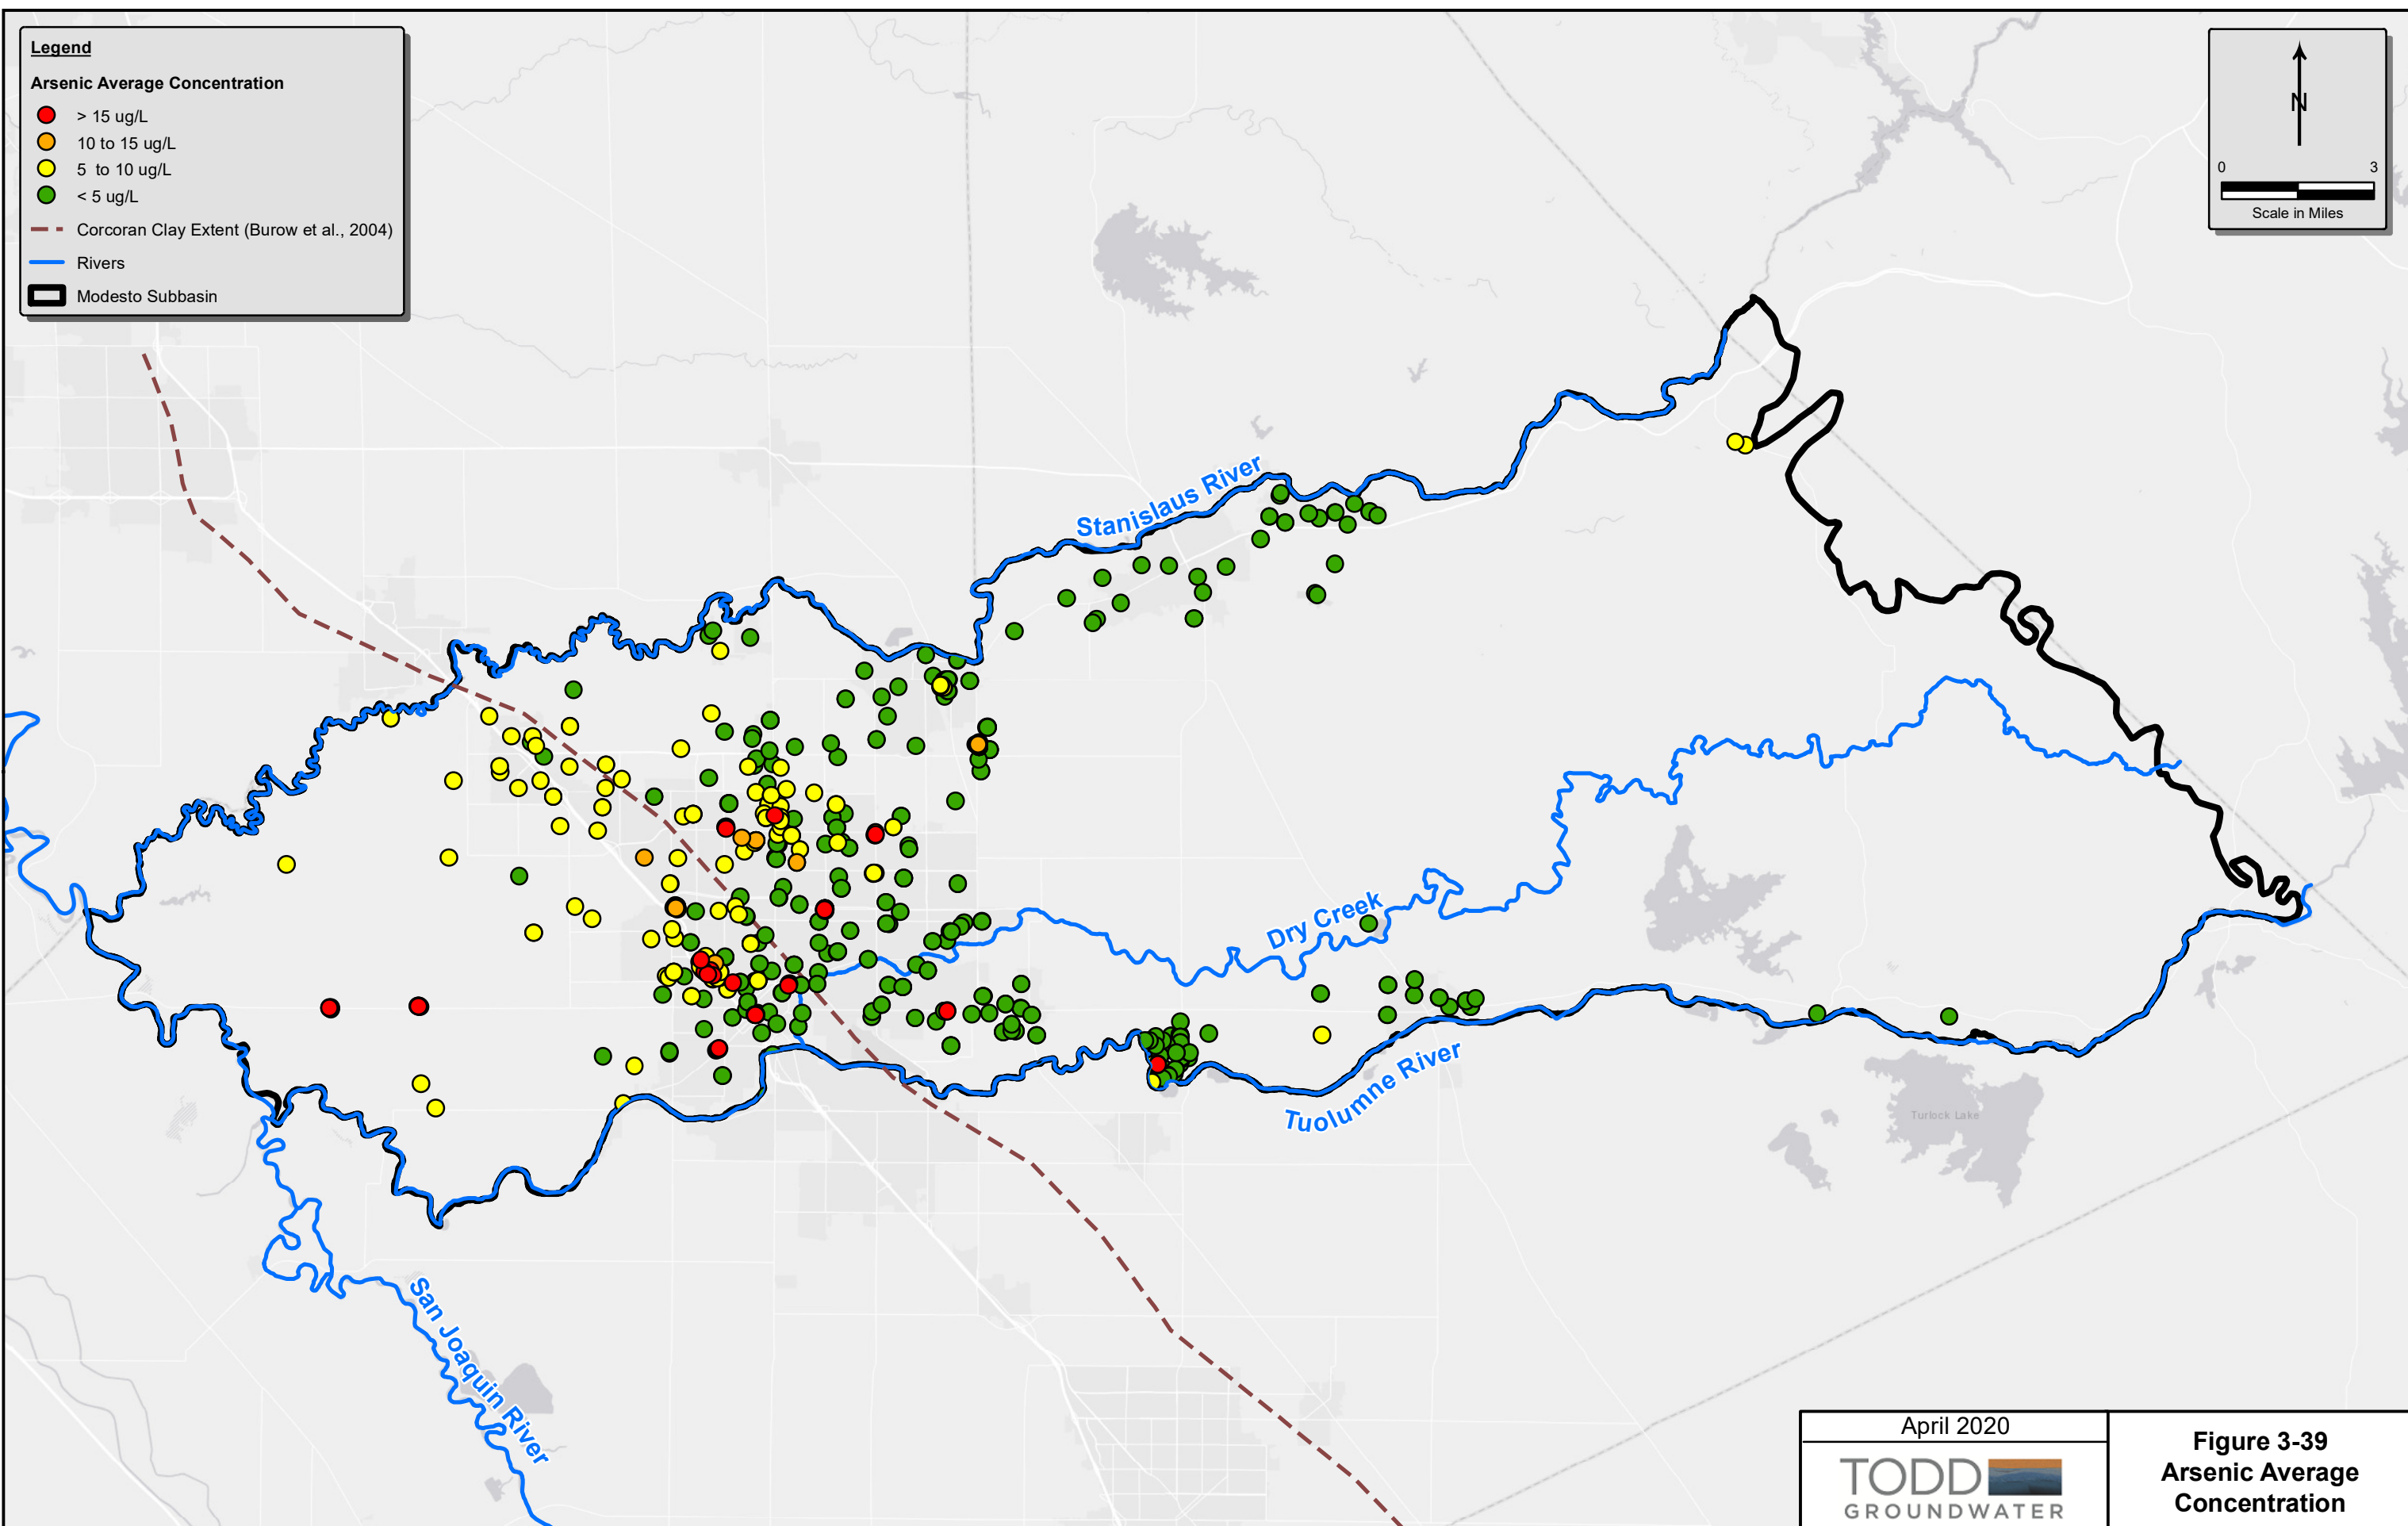 Legend
Arsenic Average Concentration
> 15 ug/L
10 to 15 ug/L
5 to 10 ug/L
< 5 ug/L
Corcoran Clay Extent (Burow et al., 2004)
Rivers
Modesto Subbasin
N
0 3
Scale in Miles
Stanislaus River
Dry Creek
Tuolumne River
Turlock Lake
San Joaquin River
April 2020
TODD
GROUNDWATER
Figure 3-39
Arsenic Average
Concentration